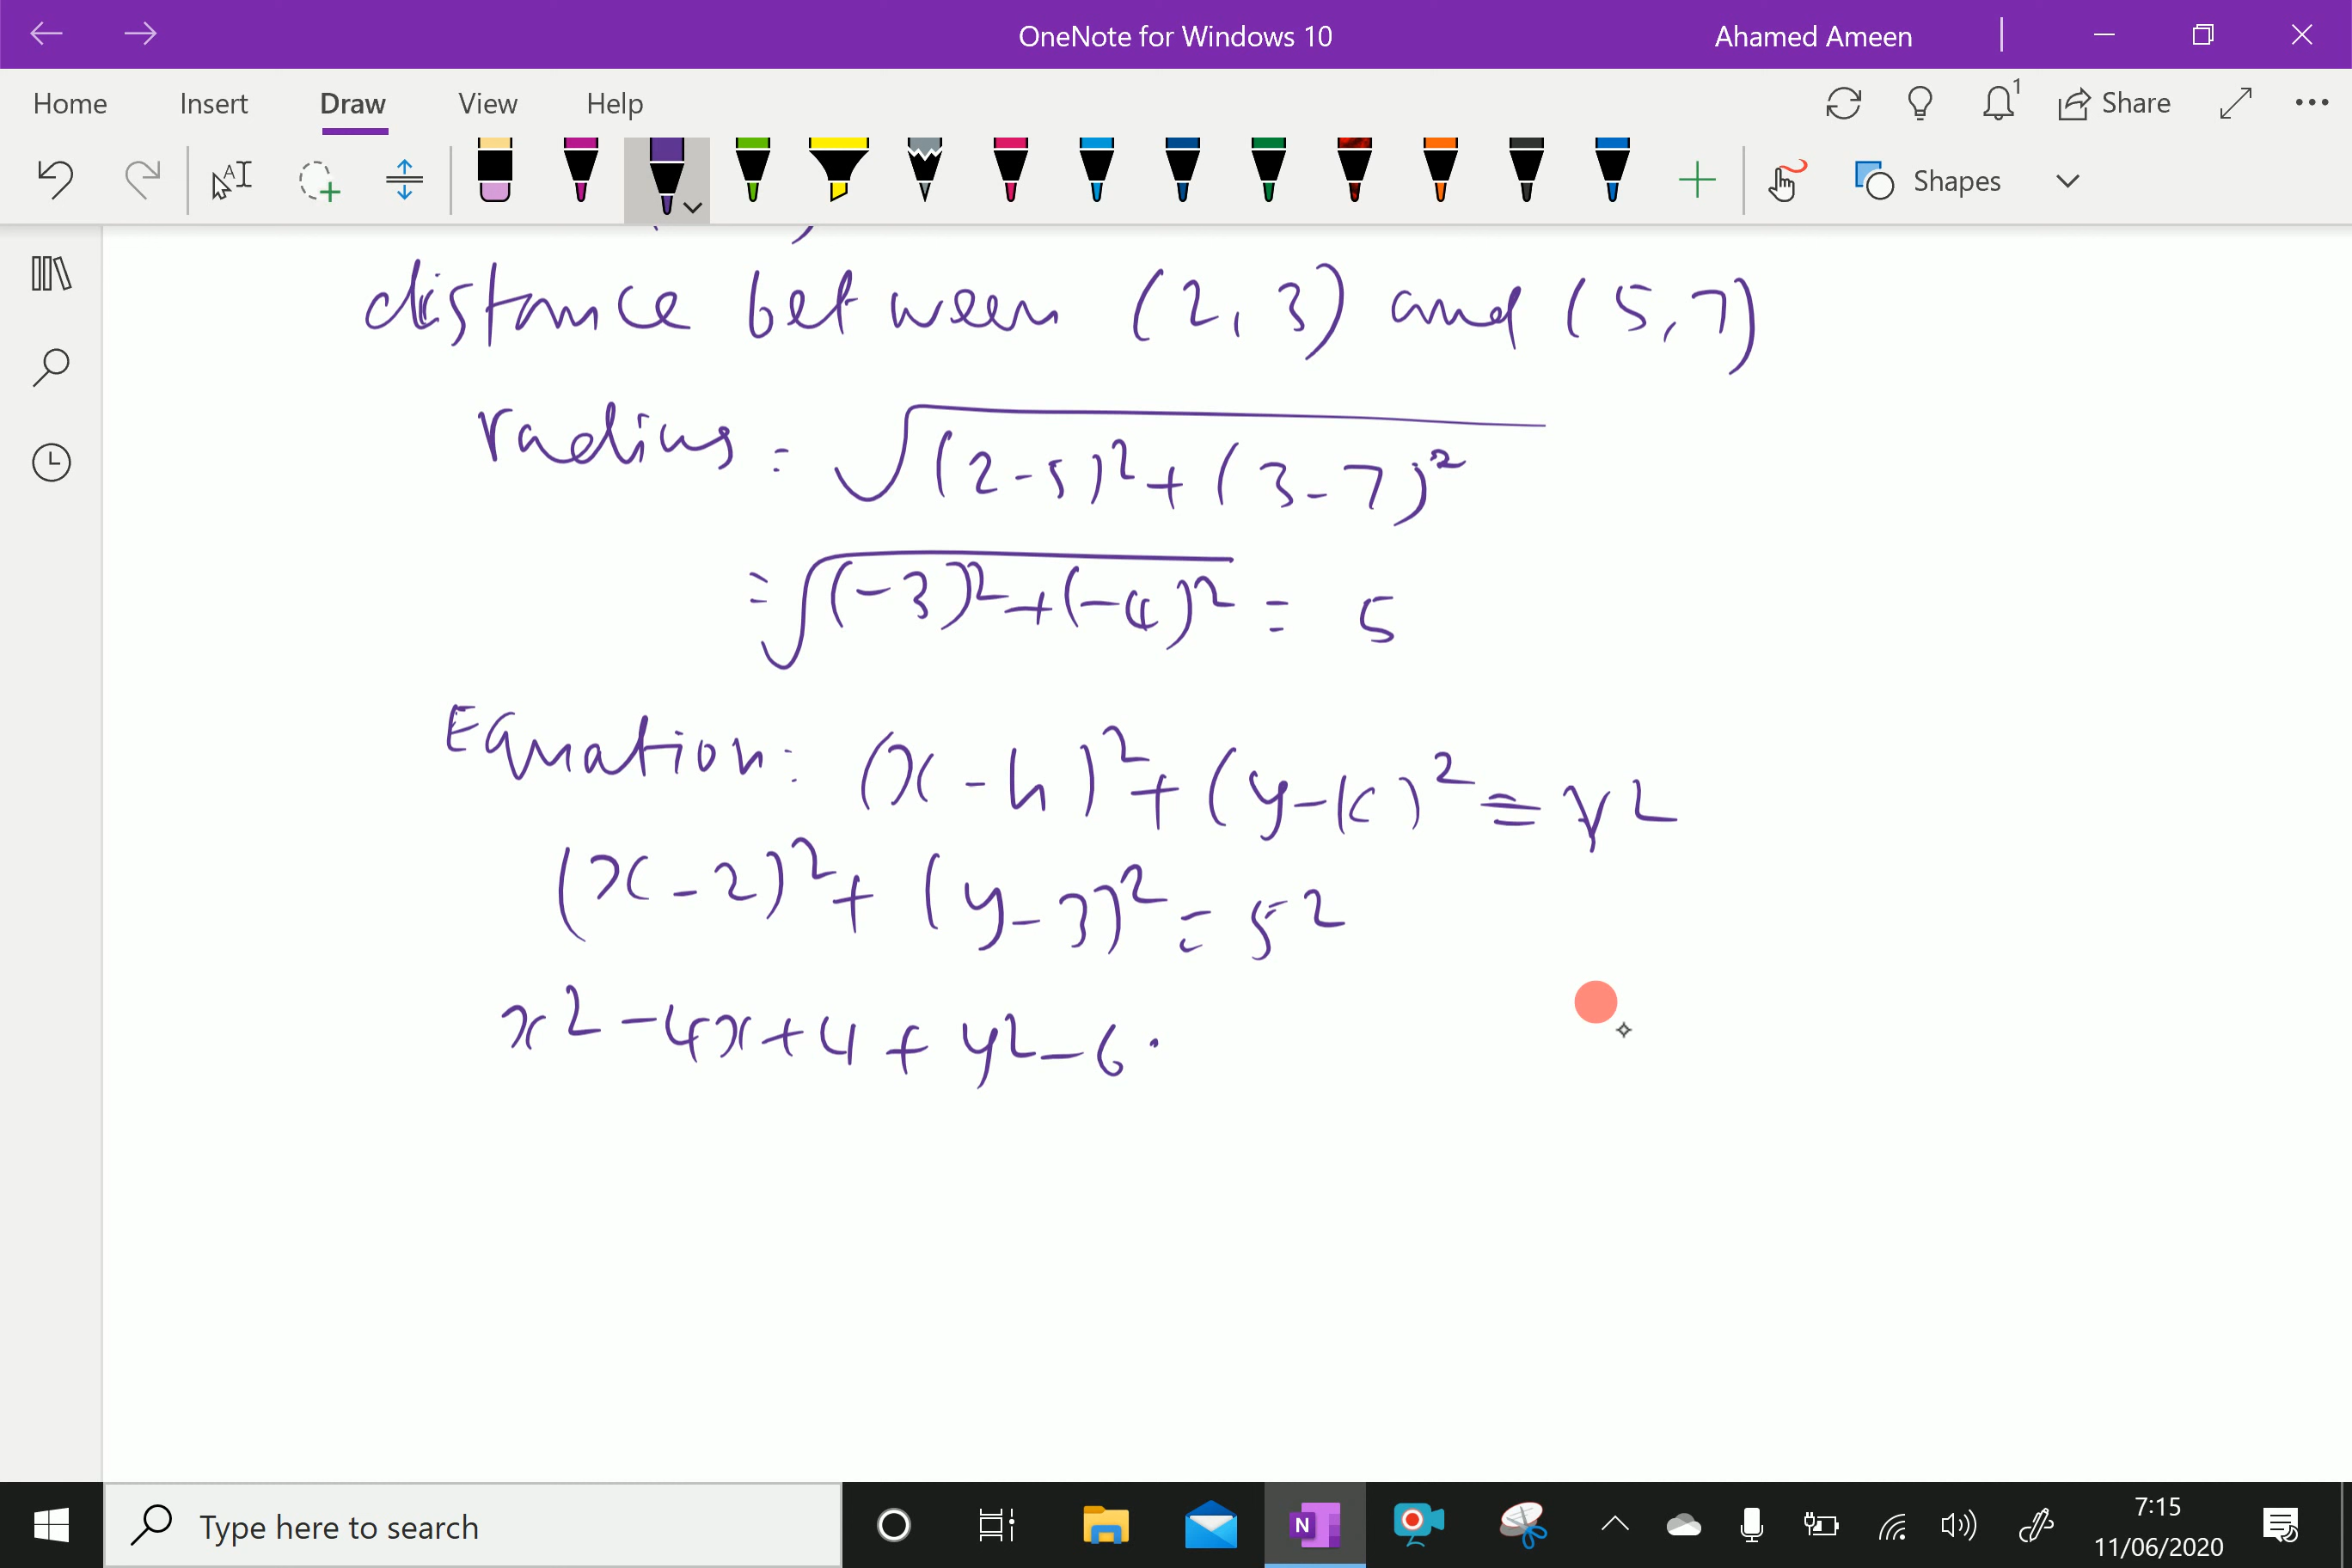 OneNote for Windows 10
Ahamed Ameen
Home Insert Draw View Help
1 Share
Shapes
distance between (2, 3) and (5, 7)
radius = √(2-5)²+(3-7)²
= √(-3)²+(-4)² = 5
Equation: (x-h)²+(y-k)² = r²
(x-2)²+(y-3)² = 5²
x²-4x+4+y²-6.
Type here to search
N
7:15
11/06/2020